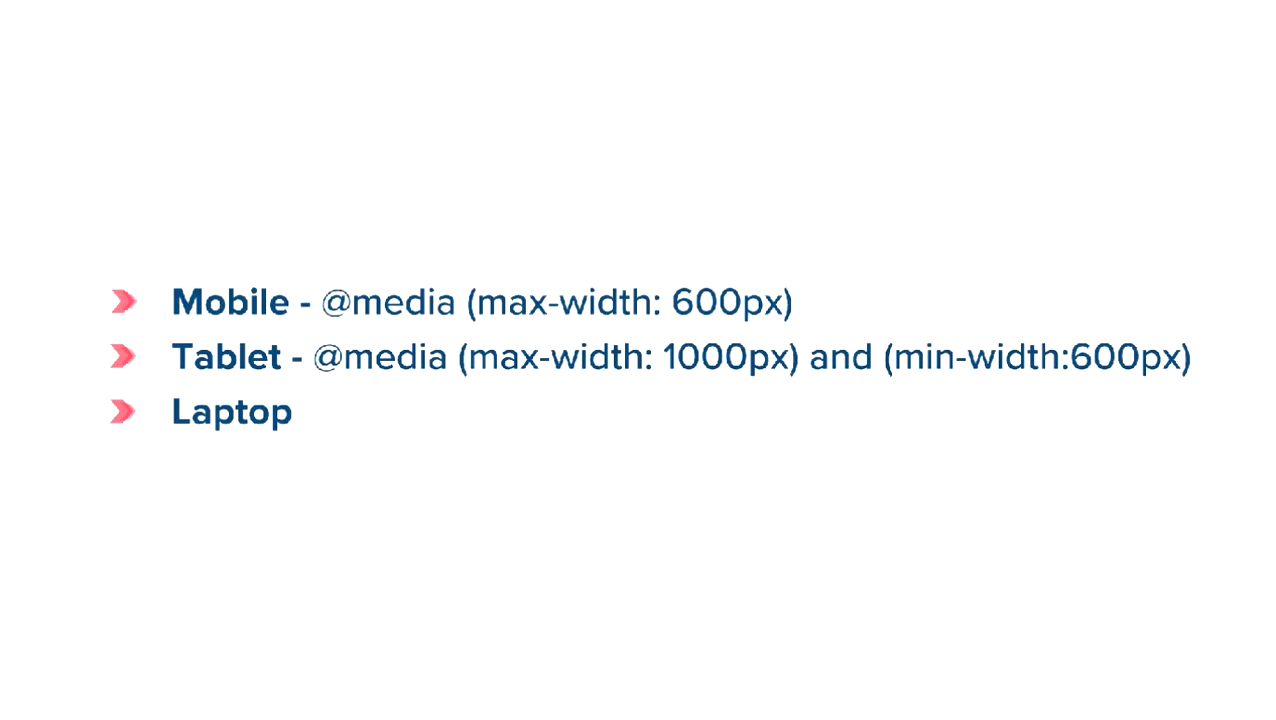 Mobile - @media (max-width: 600px)
Tablet - @media (max-width: 1000px) and (min-width:600px)
Laptop